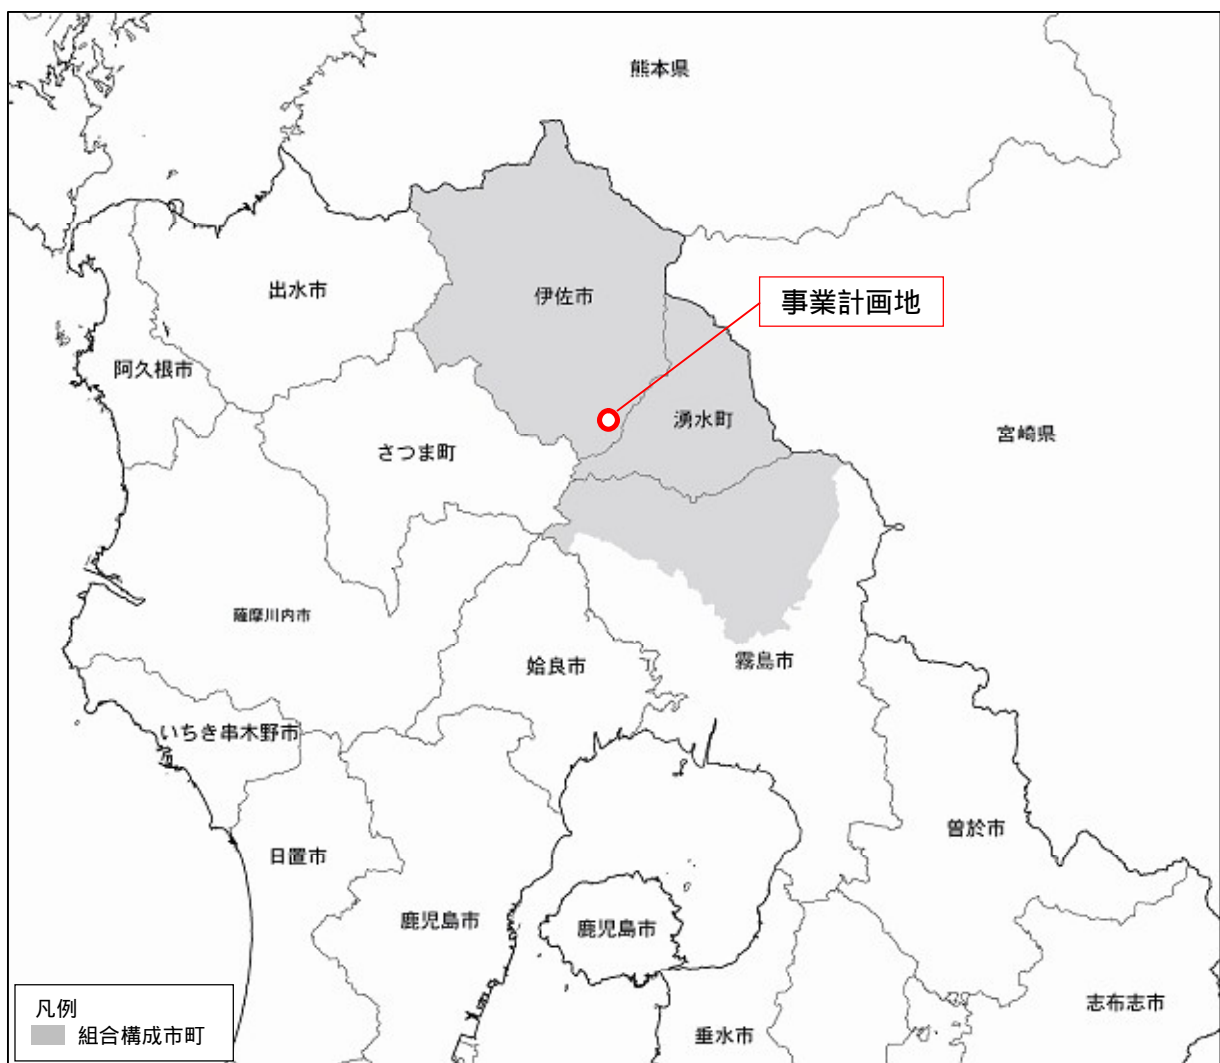 熊本県
出水市
伊佐市
事業計画地
阿久根市
湧水町
宮崎県
さつま町
薩摩川内市
姶良市
霧島市
いちき串木野市
曽於市
日置市
鹿児島市
鹿児島市
志布志市
垂水市
凡例
組合構成市町